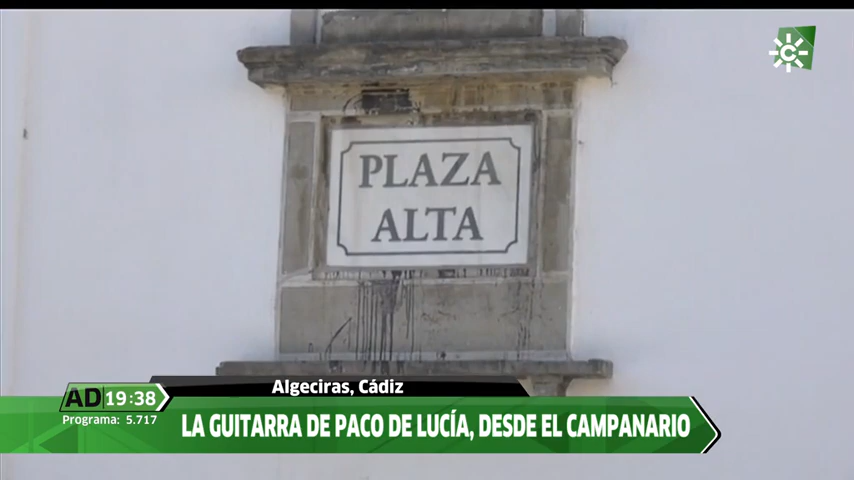 PLAZA
ALTA
Algeciras, Cádiz
AD 19:38
Programa: 5.717
LA GUITARRA DE PACO DE LUCÍA, DESDE EL CAMPANARIO